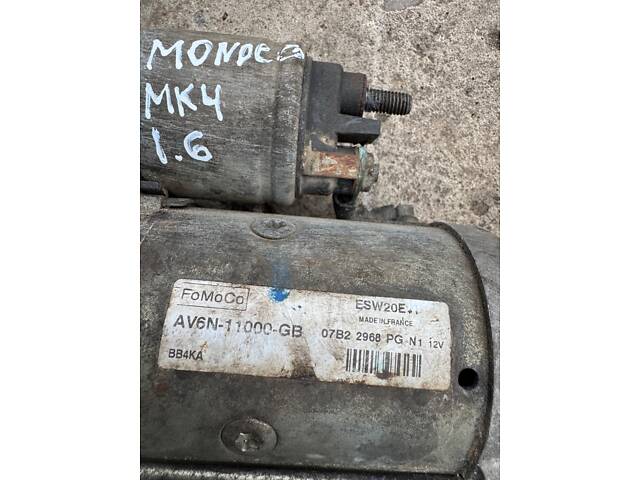 MONDEO
MK4
1.6
FoMoCo
ESW20E
MADE IN FRANCE
AV6N-11000-GB
07B2 2968 PG-N1 12V
BB4KA